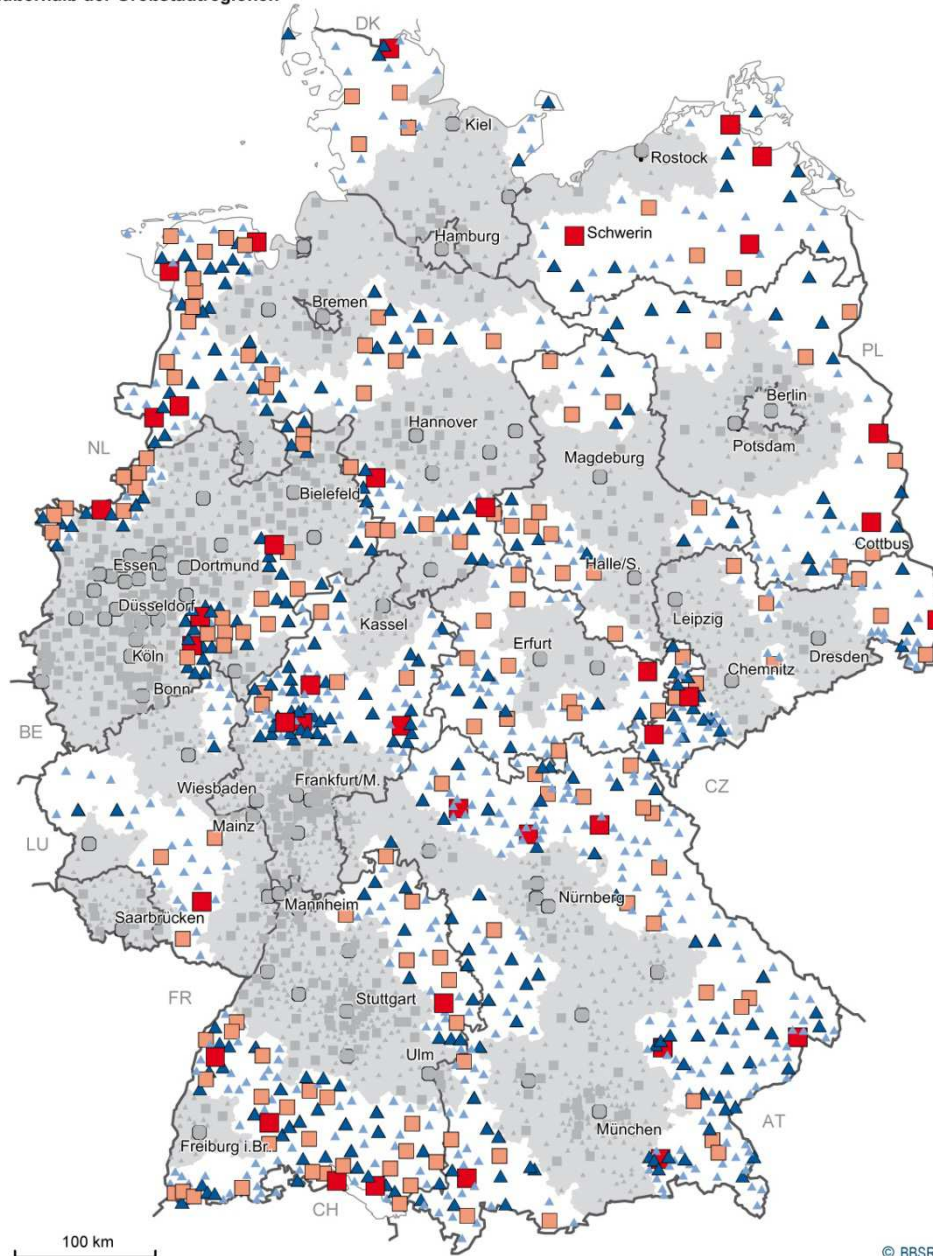 DK
Kiel
Rostock
Hamburg
Schwerin
Bremen
PL
Berlin
Hannover
Potsdam
NL
Magdeburg
Bielefeld
Cottbus
Essen
Dortmund
Halle/S.
Düsseldorf
Leipzig
Kassel
Erfurt
Dresden
Köln
Chemnitz
Bonn
BE
Frankfurt/M.
CZ
Wiesbaden
Mainz
LU
Nürnberg
Mannheim
Saarbrücken
FR
Stuttgart
Ulm
München
AT
Freiburg i.Br.
CH
100 km
©